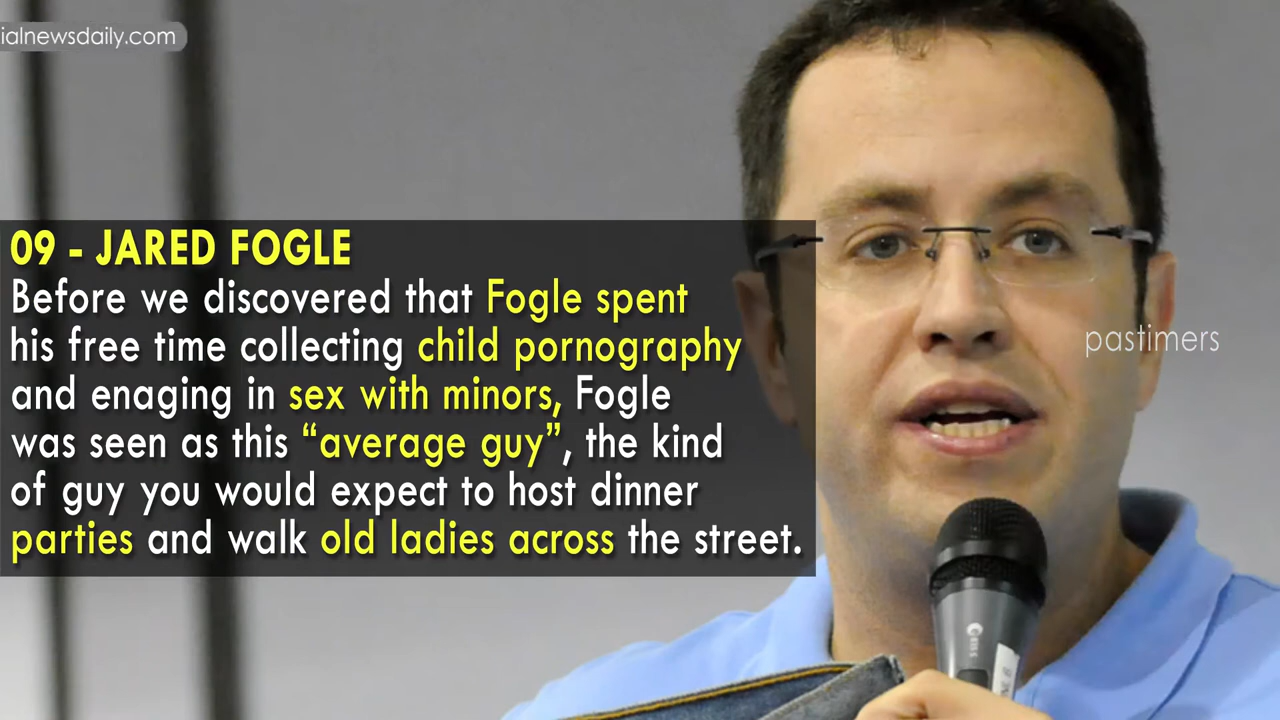 ialnewsdaily.com
09 - JARED FOGLE
Before we discovered that Fogle spent
his free time collecting child pornography
and enaging in sex with minors, Fogle
was seen as this “average guy”, the kind
of guy you would expect to host dinner
parties and walk old ladies across the street.
pastimers